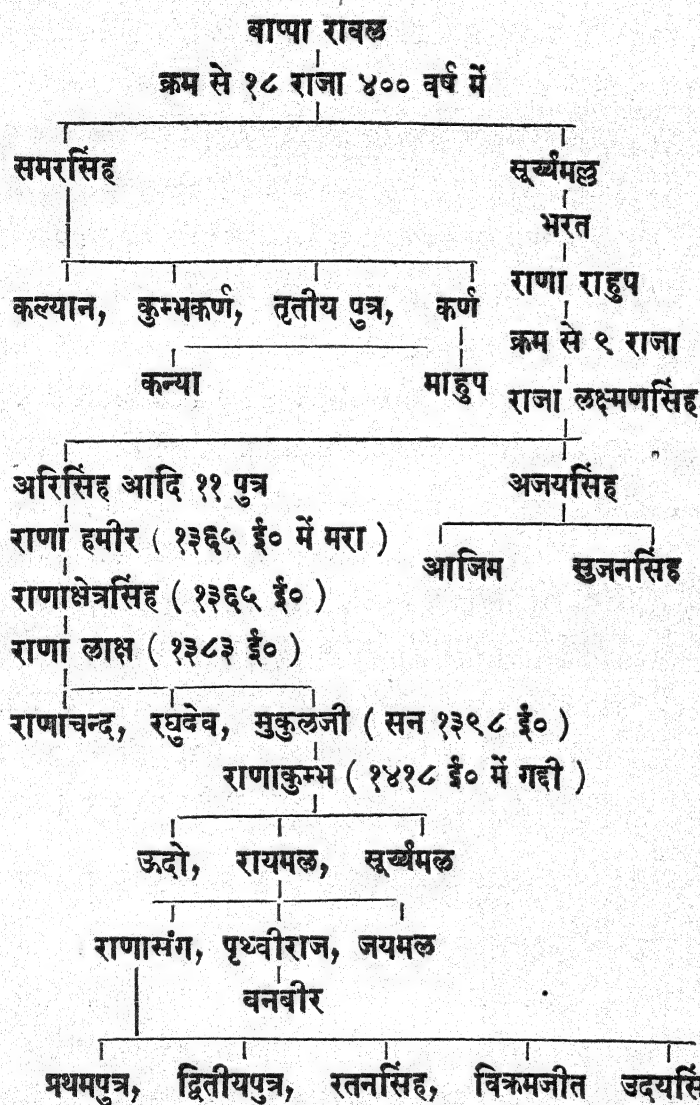 बाप्पा रावल
क्रम से १८ राजा ४०० वर्ष में
समरसिंह सूर्य्यमल्ल
भरत
राणा राहुप
कल्यान, कुम्भकर्ण, तृतीय पुत्र, कर्ण
क्रम से ९ राजा
कन्या माहुप
राजा लक्ष्मणसिंह
अरिसिंह आदि ११ पुत्र अजयसिंह
राणा हमीर ( १३६५ ई० में मरा )
आजिम सुजनसिंह
राणाक्षेत्रसिंह ( १३६५ ई० )
राणा लाक्ष ( १३८३ ई० )
राणाचन्द, रघुदेव, मुकुलजी ( सन १३९८ ई० )
राणाकुम्भ ( १४१८ ई० में गद्दी )
ऊदो, रायमल, सूर्य्यमल
राणासंग, पृथ्वीराज, जयमल
वनबीर
प्रथमपुत्र, द्वितीयपुत्र, रतनसिंह, विक्रमजीत